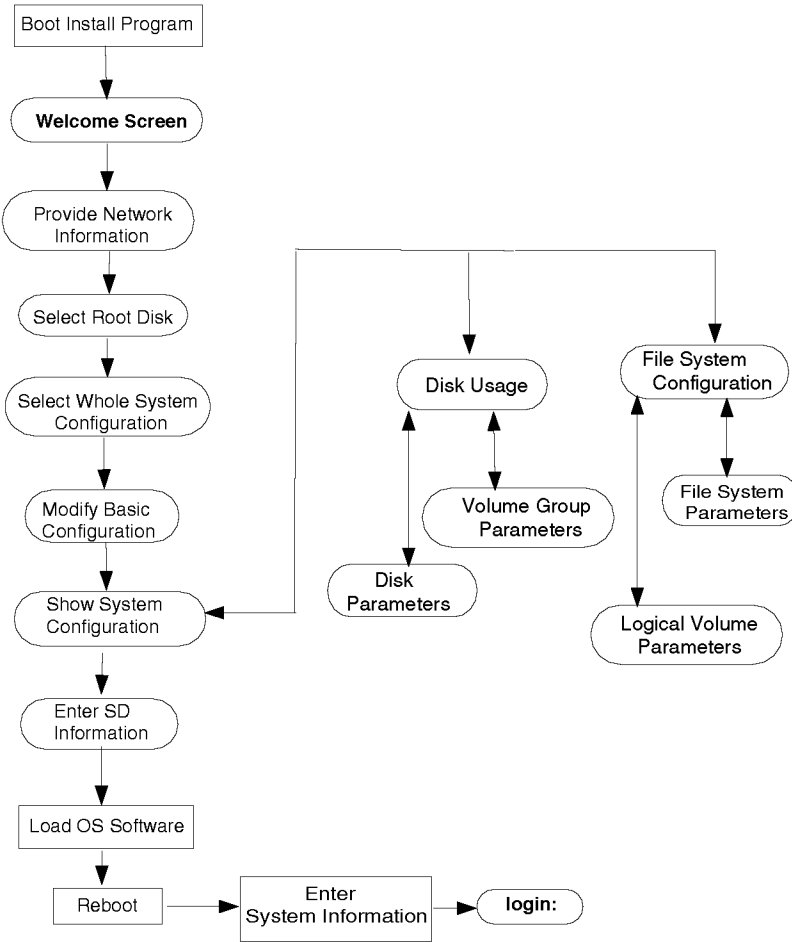 Boot Install Program
Welcome Screen
Provide Network
Information
Select Root Disk
Select Whole System
Configuration
Modify Basic
Configuration
Show System
Configuration
Enter SD
Information
Load OS Software
Reboot
Enter
System Information
login:
Disk Usage
Volume Group
Parameters
Disk
Parameters
File System
Configuration
File System
Parameters
Logical Volume
Parameters